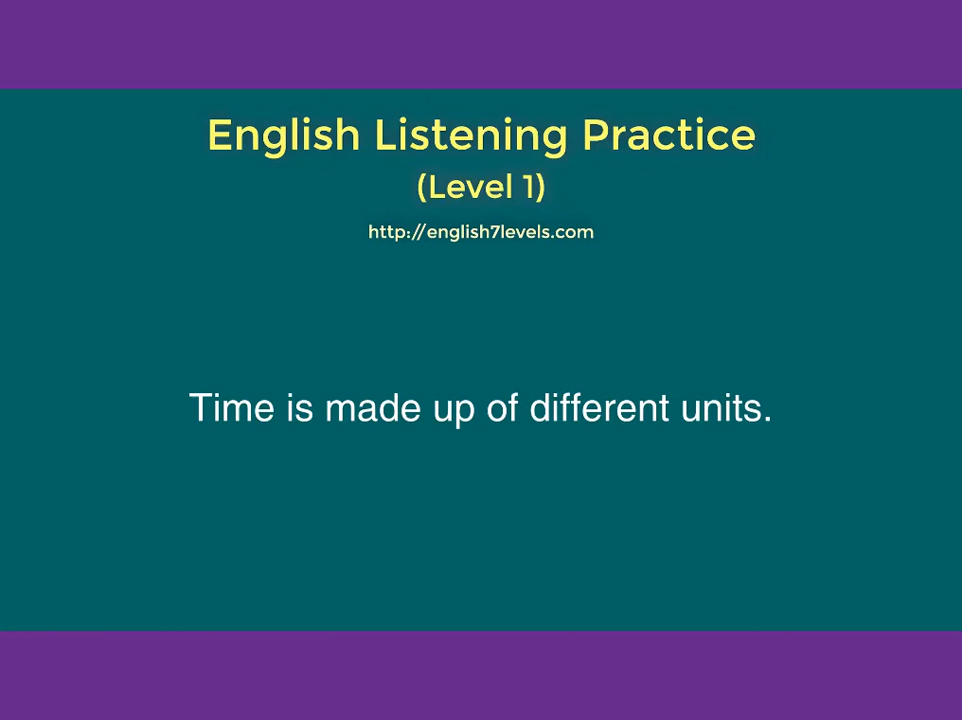 English Listening Practice
(Level 1)
http://english7levels.com
Time is made up of different units.